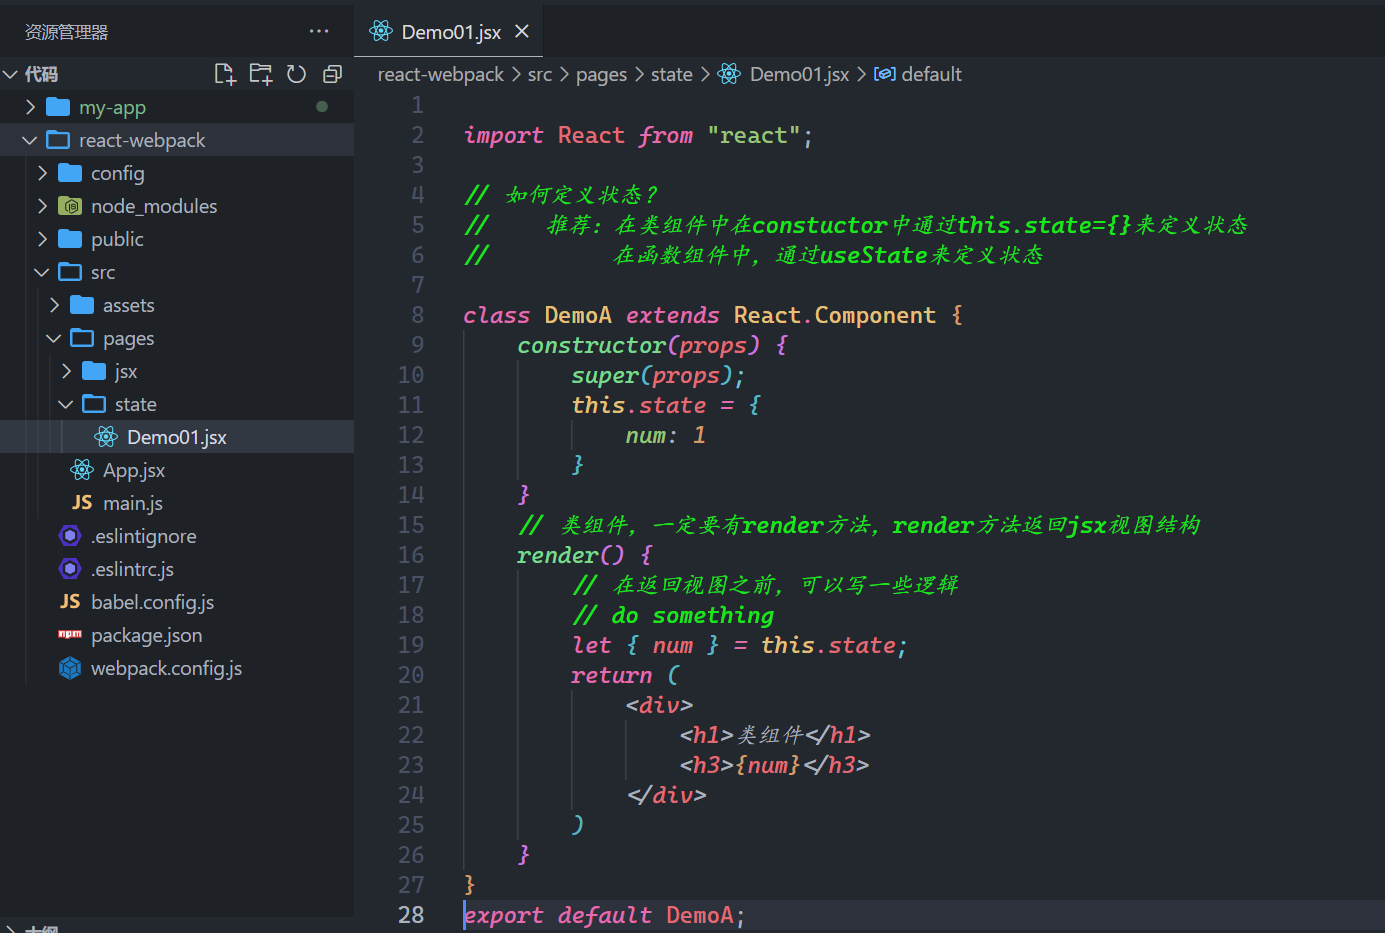 资源管理器
···
代码
my-app
react-webpack
config
node_modules
public
src
assets
pages
jsx
state
Demo01.jsx
App.jsx
JS main.js
.eslintignore
.eslintrc.js
JS babel.config.js
npm package.json
webpack.config.js
大纲
Demo01.jsx
react-webpack > src > pages > state > Demo01.jsx > default
1
2 import React from "react";
3
4 // 如何定义状态？
5 // 推荐：在类组件中在constuctor中通过this.state={}来定义状态
6 // 在函数组件中，通过useState来定义状态
7
8 class DemoA extends React.Component {
9 constructor(props) {
10 super(props);
11 this.state = {
12 num: 1
13 }
14 }
15 // 类组件，一定要有render方法，render方法返回jsx视图结构
16 render() {
17 // 在返回视图之前，可以写一些逻辑
18 // do something
19 let { num } = this.state;
20 return (
21 <div>
22 <h1>类组件</h1>
23 <h3>{num}</h3>
24 </div>
25 )
26 }
27 }
28 export default DemoA;